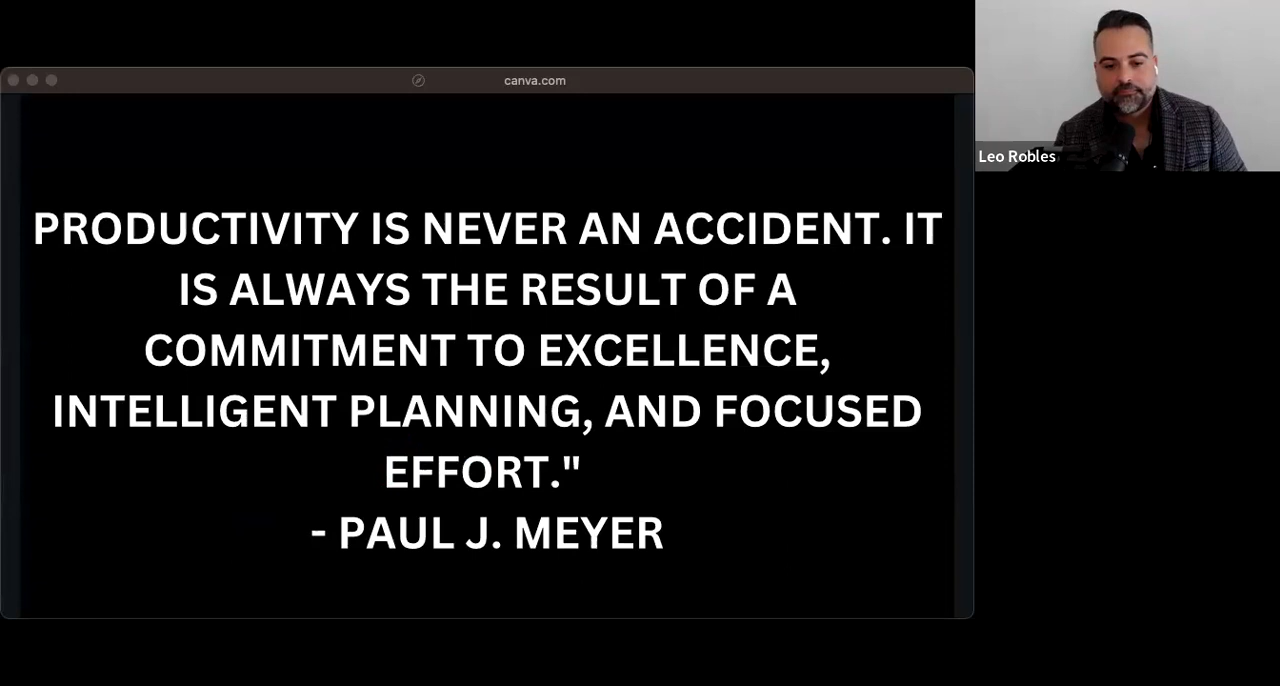 canva.com
PRODUCTIVITY IS NEVER AN ACCIDENT. IT
IS ALWAYS THE RESULT OF A
COMMITMENT TO EXCELLENCE,
INTELLIGENT PLANNING, AND FOCUSED
EFFORT."
- PAUL J. MEYER
Leo Robles